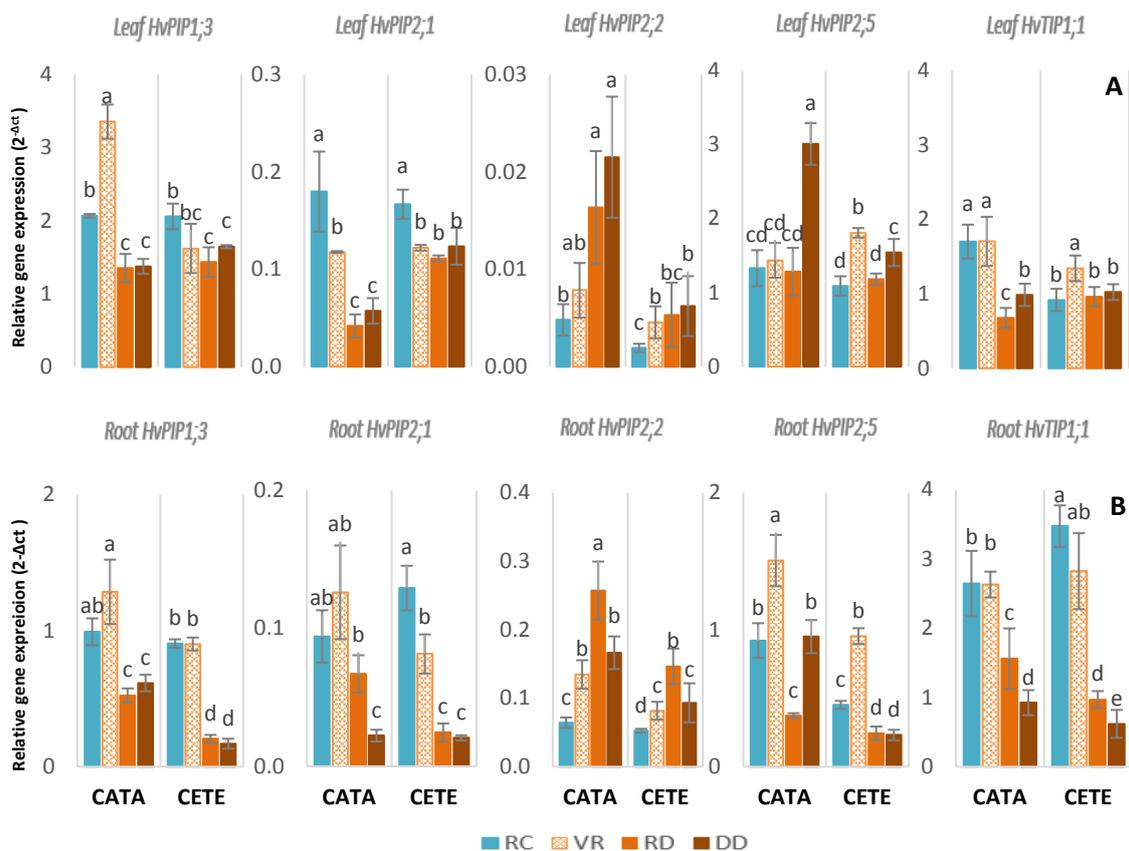 Leaf HvPIP1;3 Leaf HvPIP2;1 Leaf HvPIP2;2 Leaf HvPIP2;5 Leaf HvTIP1;1
A
Relative gene expression (2-Δct )
4
3
2
1
0
b a c c b bc c c
0.3
0.2
0.1
0.0
a b c c a b b b
0.03
0.02
0.01
0.00
b ab a a c b bc b
4
3
2
1
0
cd cd cd a d b d c
4
3
2
1
0
a a c b b a b b
Root HvPIP1;3 Root HvPIP2;1 Root HvPIP2;2 Root HvPIP2;5 Root HvTIP1;1
B
Relative gene expreioion (2-Δct )
2
1
0
ab a c c b b d d
0.2
0.1
0.0
ab ab b c a b c c
0.4
0.3
0.2
0.1
0.0
c b a b d c b c
2
1
0
b a c b c b d d
4
3
2
1
0
b b c d a ab d e
CATA CETE CATA CETE CATA CETE CATA CETE CATA CETE
RC VR RD DD